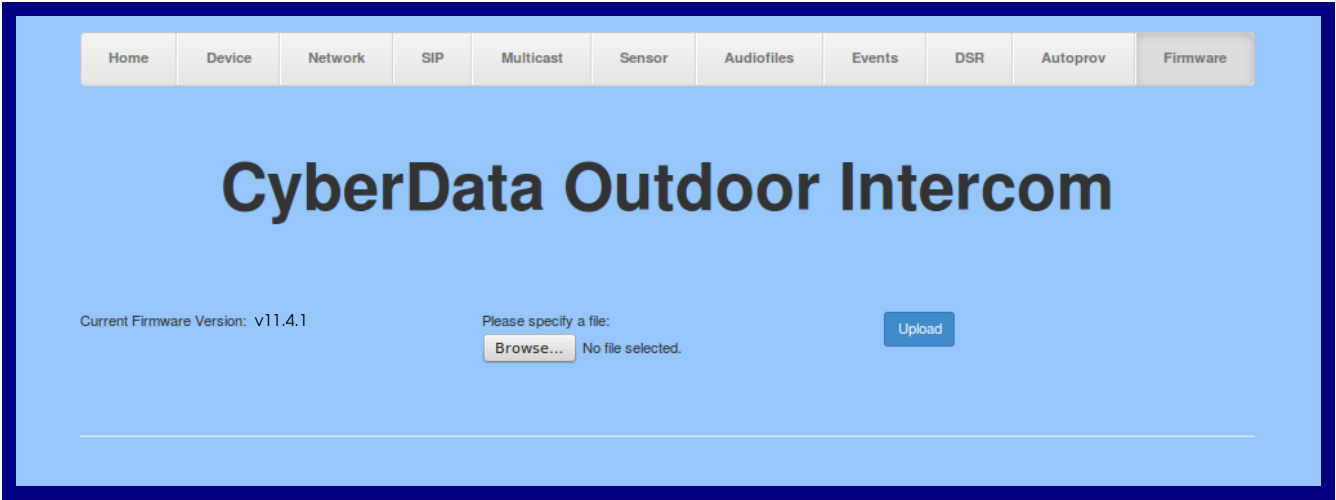 Home Device Network SIP Multicast Sensor Audiofiles Events DSR Autoprov Firmware
CyberData Outdoor Intercom
Current Firmware Version: v11.4.1 Please specify a file: Upload
Browse... No file selected.